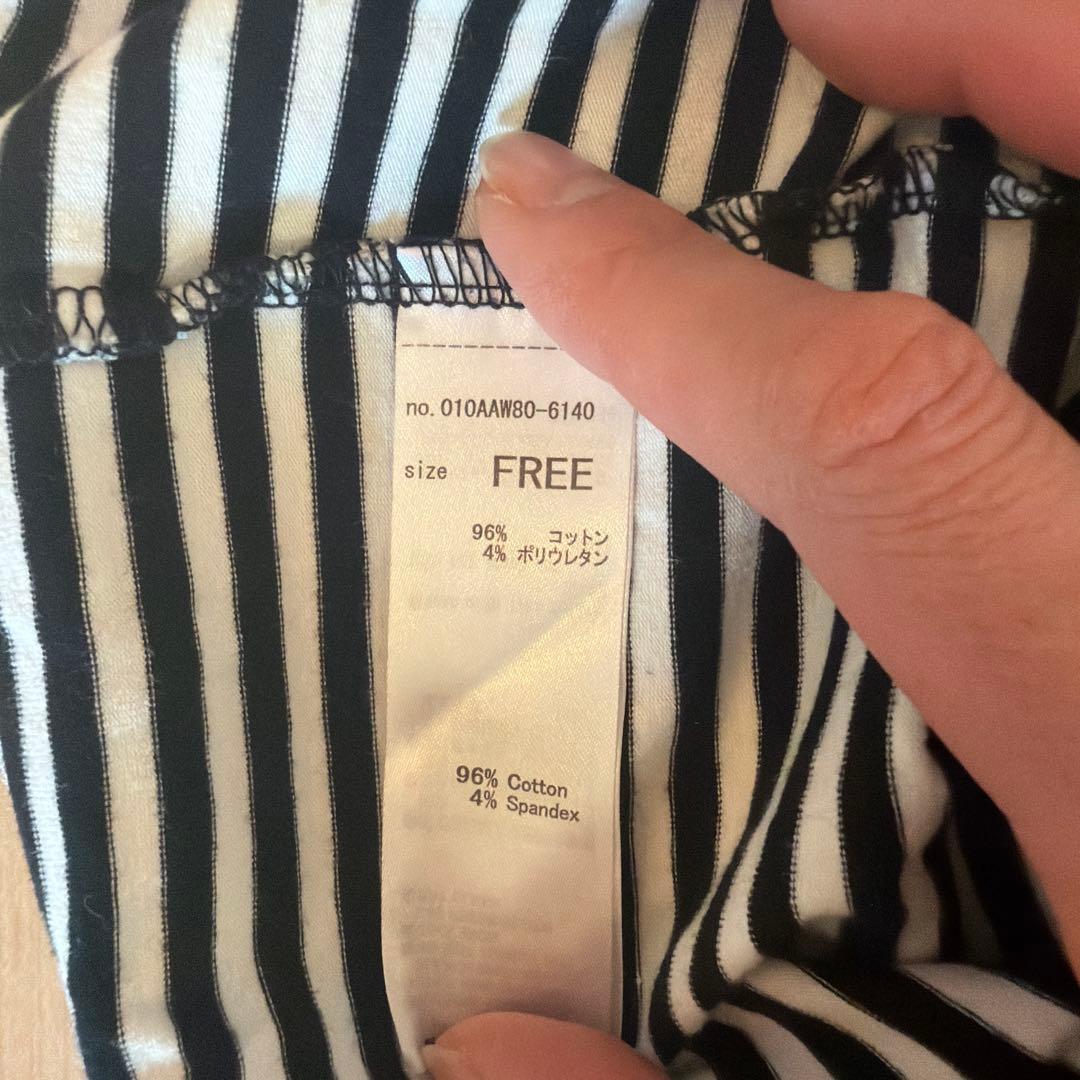 no. 010AAW80-6140
size FREE
96% コットン
4% ポリウレタン
96% Cotton
4% Spandex